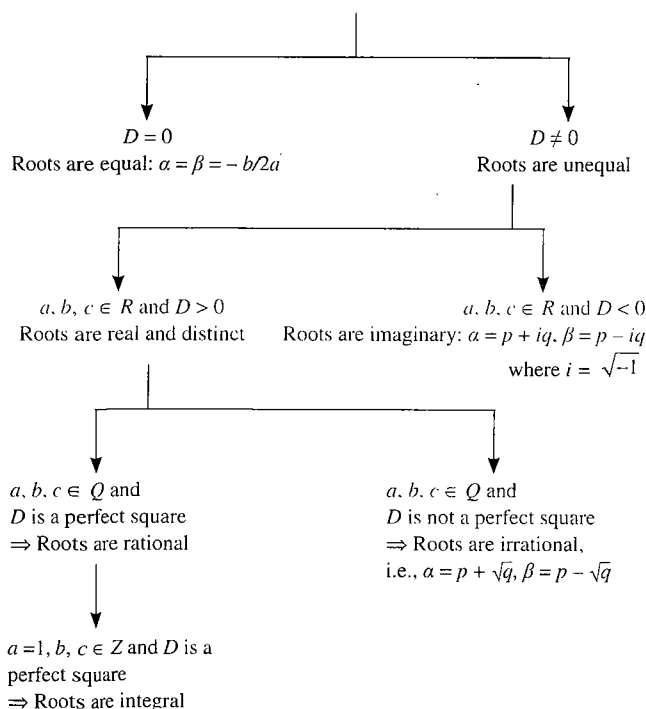 D = 0
Roots are equal: α = β = – b/2a
D ≠ 0
Roots are unequal
a, b, c ∈ R and D > 0
Roots are real and distinct
a, b, c ∈ R and D < 0
Roots are imaginary: α = p + iq, β = p – iq
where i = √–1
a, b, c ∈ Q and
D is a perfect square
⇒ Roots are rational
a, b, c ∈ Q and
D is not a perfect square
⇒ Roots are irrational,
i.e., α = p + √q, β = p – √q
a =1, b, c ∈ Z and D is a
perfect square
⇒ Roots are integral